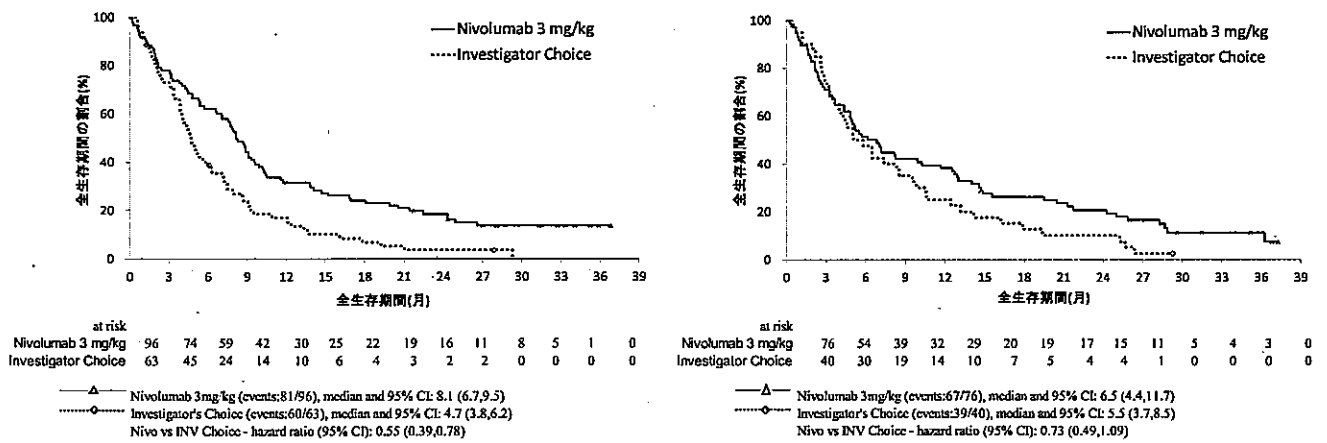 100
80
60
40
20
0
全生存期間の割合(%)
Nivolumab 3 mg/kg
Investigator Choice
0 3 6 9 12 15 18 21 24 27 30 33 36 39
全生存期間(月)
at risk
Nivolumab 3 mg/kg 96 74 59 42 30 25 22 19 16 11 8 5 1 0
Investigator Choice 63 45 24 14 10 6 4 3 2 2 0 0 0 0
Nivolumab 3mg/kg (events:81/96), median and 95% CI: 8.1 (6.7,9.5)
Investigator's Choice (events:60/63), median and 95% CI: 4.7 (3.8,6.2)
Nivo vs INV Choice - hazard ratio (95% CI): 0.55 (0.39,0.78)
100
80
60
40
20
0
全生存期間の割合(%)
Nivolumab 3 mg/kg
Investigator Choice
0 3 6 9 12 15 18 21 24 27 30 33 36 39
全生存期間(月)
at risk
Nivolumab 3 mg/kg 76 54 39 32 29 20 19 17 15 11 5 4 3 0
Investigator Choice 40 30 19 14 10 7 5 4 4 1 0 0 0 0
Nivolumab 3mg/kg (events:67/76), median and 95% CI: 6.5 (4.4,11.7)
Investigator's Choice (events:39/40), median and 95% CI: 5.5 (3.7,8.5)
Nivo vs INV Choice - hazard ratio (95% CI): 0.73 (0.49,1.09)